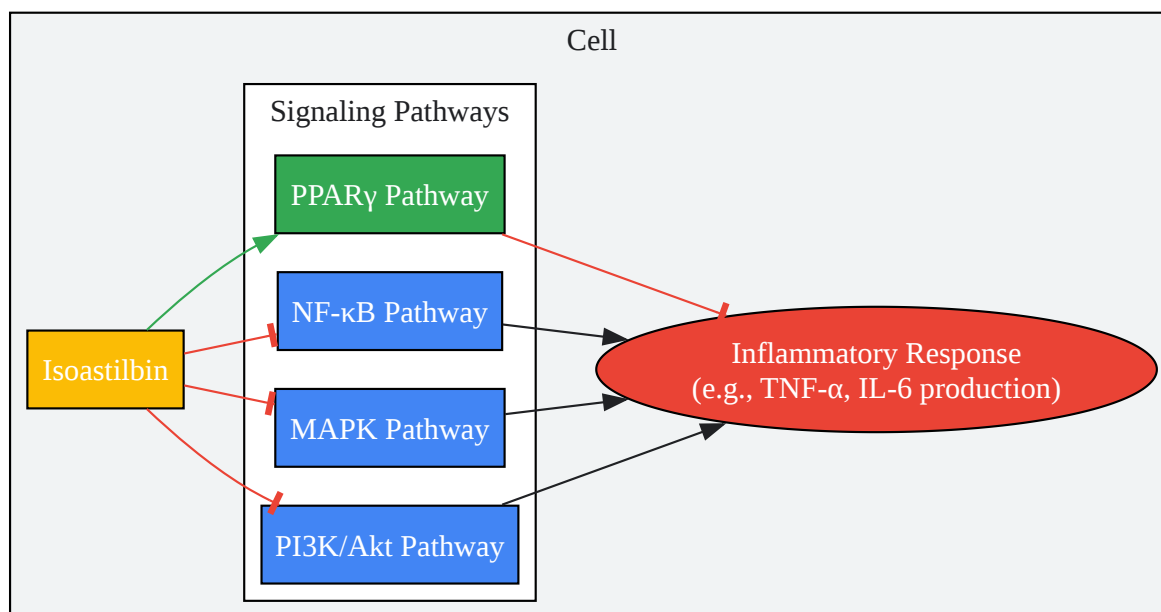 Cell
Signaling Pathways
PPARγ Pathway
NF-κB Pathway
Isoastilbin
MAPK Pathway
PI3K/Akt Pathway
Inflammatory Response
(e.g., TNF-α, IL-6 production)